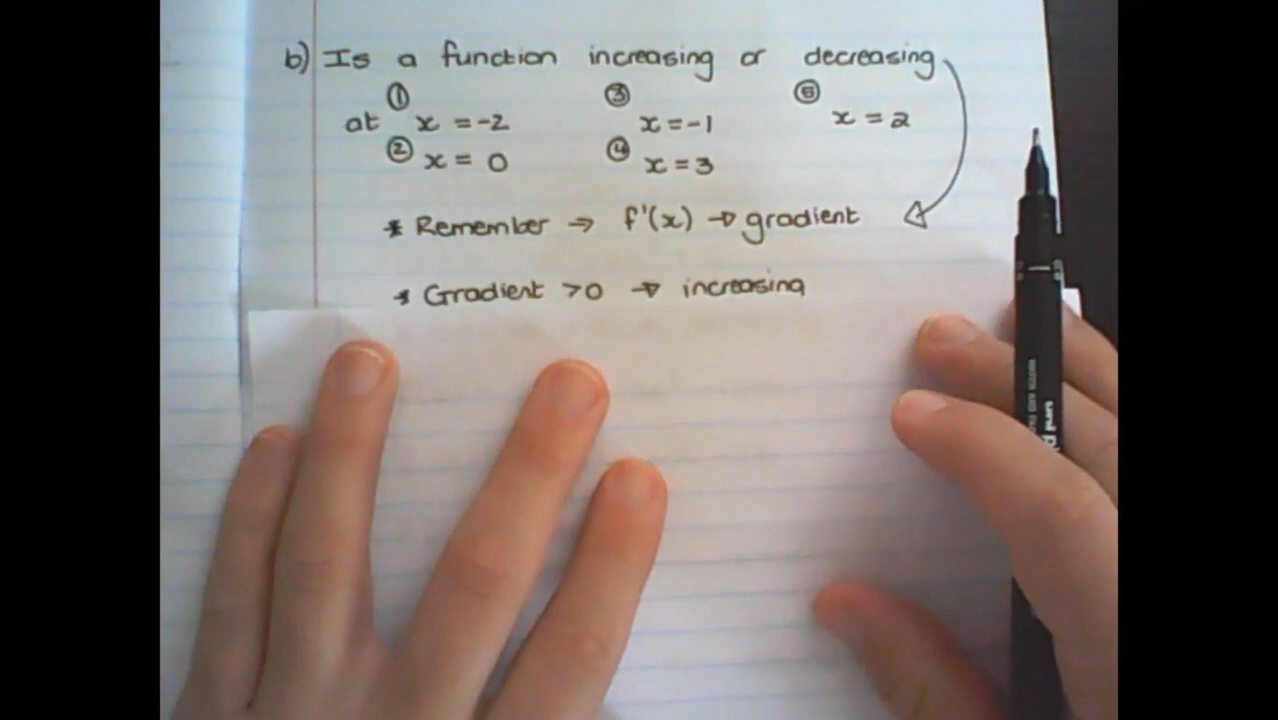 b) Is a function increasing or decreasing
① ③ ⑤
at x = -2 x = -1 x = 2
② x = 0 ④ x = 3
* Remember → f'(x) → gradient
* Gradient >0 → increasing
uni